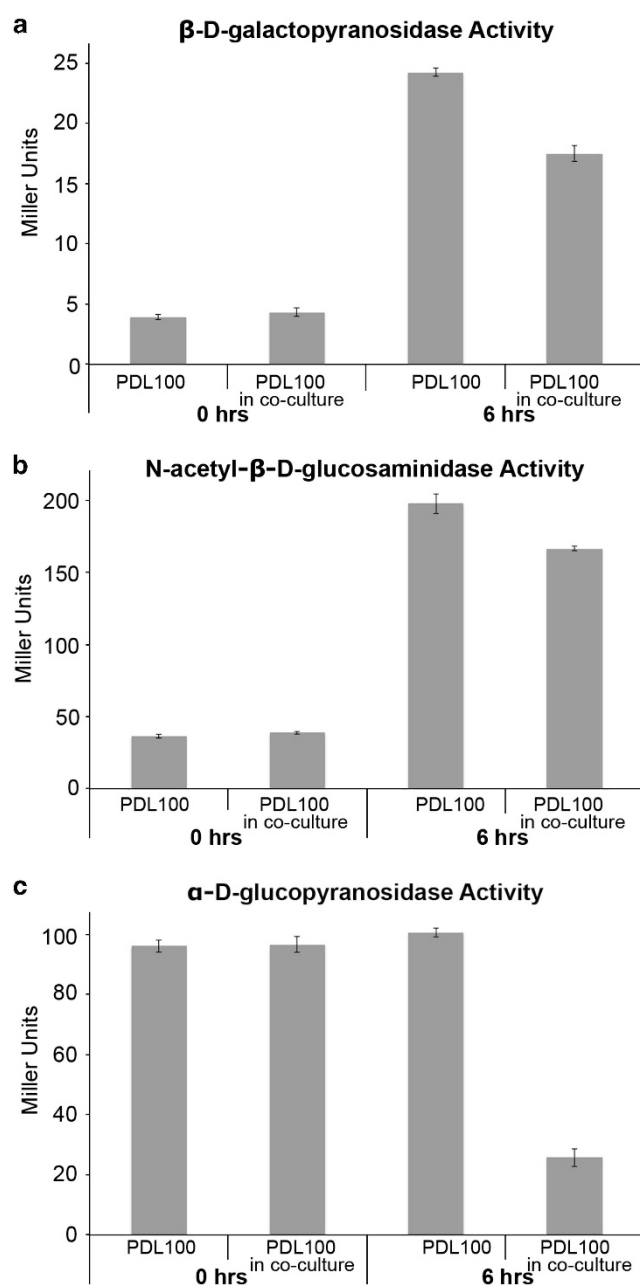 a
β-D-galactopyranosidase Activity
25
20
15
10
5
0
Miller Units
PDL100 PDL100 PDL100 PDL100
in co-culture in co-culture
0 hrs 6 hrs
b
N-acetyl-β-D-glucosaminidase Activity
200
150
100
50
0
Miller Units
PDL100 PDL100 PDL100 PDL100
in co-culture in co-culture
0 hrs 6 hrs
c
α-D-glucopyranosidase Activity
100
80
60
40
20
0
Miller Units
PDL100 PDL100 PDL100 PDL100
in co-culture in co-culture
0 hrs 6 hrs